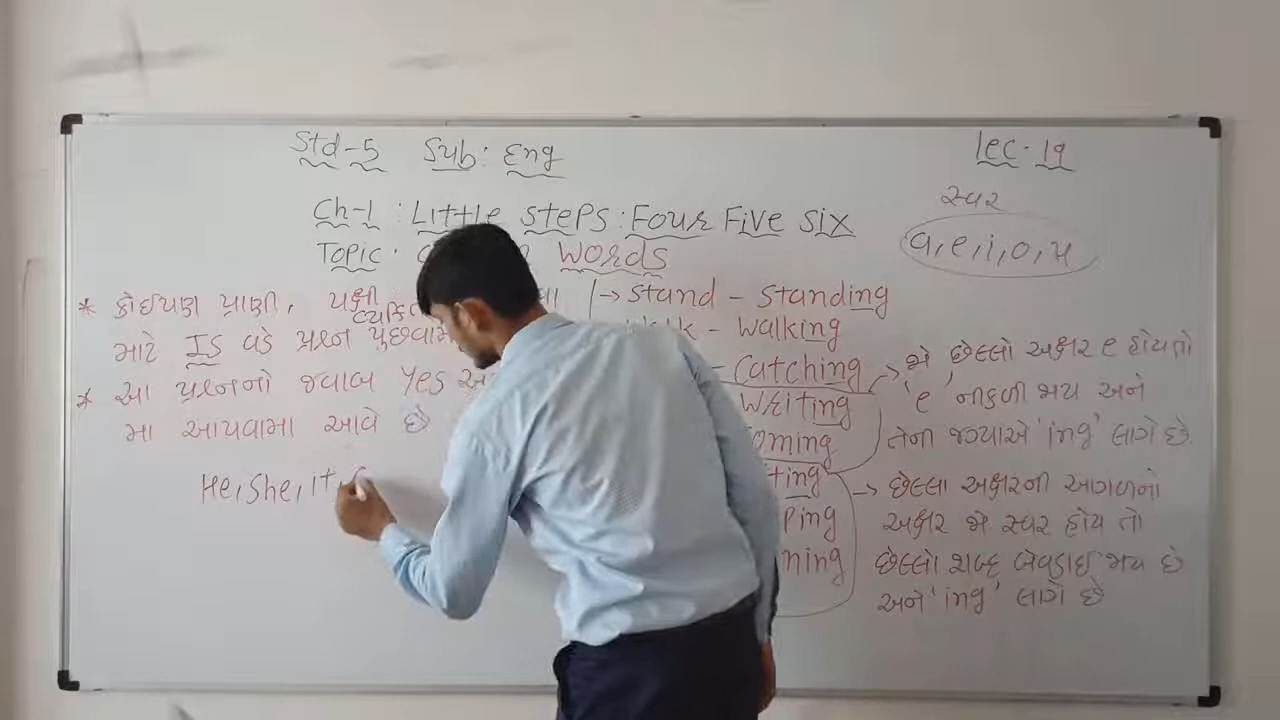 Std-5 Sub: Eng
Lec-19
Ch-1 : Little Steps : Four Five Six
Topic: Words
સ્વર
a, e, i, o, u
* કોઈપણ પ્રાણી, પક્ષી
વ્યક્તિ
માટે Is વડે પ્રશ્ન પુછવામ
* આ પ્રશ્નનો જવાબ Yes અ
મા આપવામા આવે છે
He, She, it,
→ Stand - Standing
- Walking
- Catching
Writing
oming
ting
ping
ning
→ જો છેલ્લો અક્ષર e હોય તો
'e' નીકળી જાય અને
તેના જગ્યાએ 'ing' લાગે છે.
→ છેલ્લા અક્ષરની આગળનો
અક્ષર જો સ્વર હોય તો
છેલ્લો શબ્દ બેવડાઈ જાય છે
અને 'ing' લાગે છે